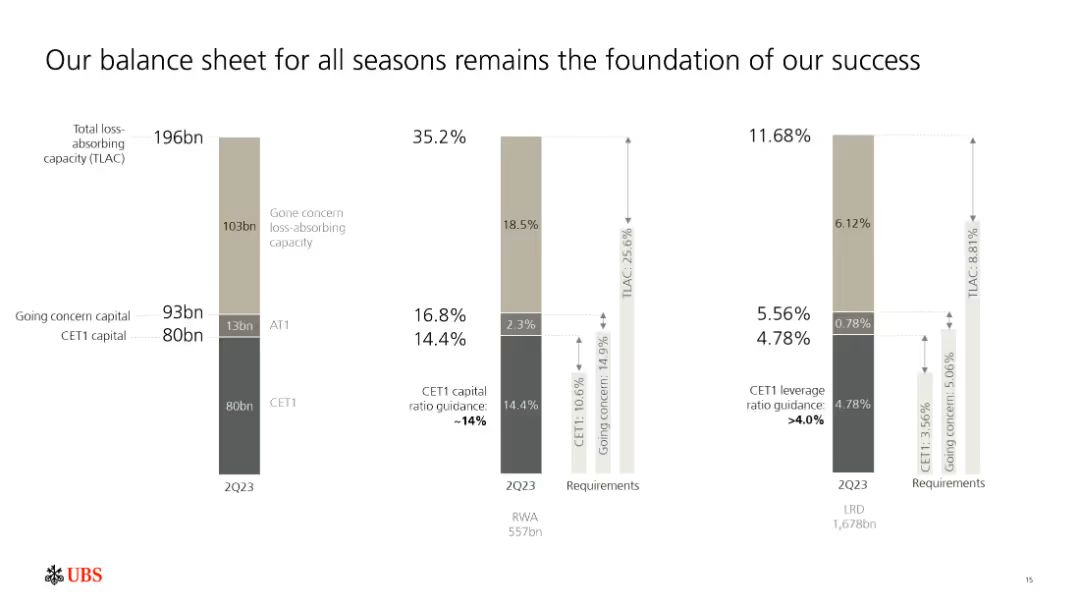 Our balance sheet for all seasons remains the foundation of our success
Total loss-
absorbing
capacity (TLAC)
196bn
103bn
Gone concern
loss-absorbing
capacity
Going concern capital
93bn
13bn
AT1
CET1 capital
80bn
80bn
CET1
2Q23
35.2%
18.5%
16.8%
2.3%
14.4%
CET1 capital
ratio guidance:
~14%
14.4%
2Q23
RWA
557bn
CET1: 10.6%
Going concern: 14.9%
TLAC: 25.6%
Requirements
11.68%
6.12%
5.56%
0.78%
4.78%
CET1 leverage
ratio guidance:
>4.0%
4.78%
2Q23
LRD
1,678bn
CET1: 3.56%
Going concern: 5.06%
TLAC: 8.81%
Requirements
UBS
15